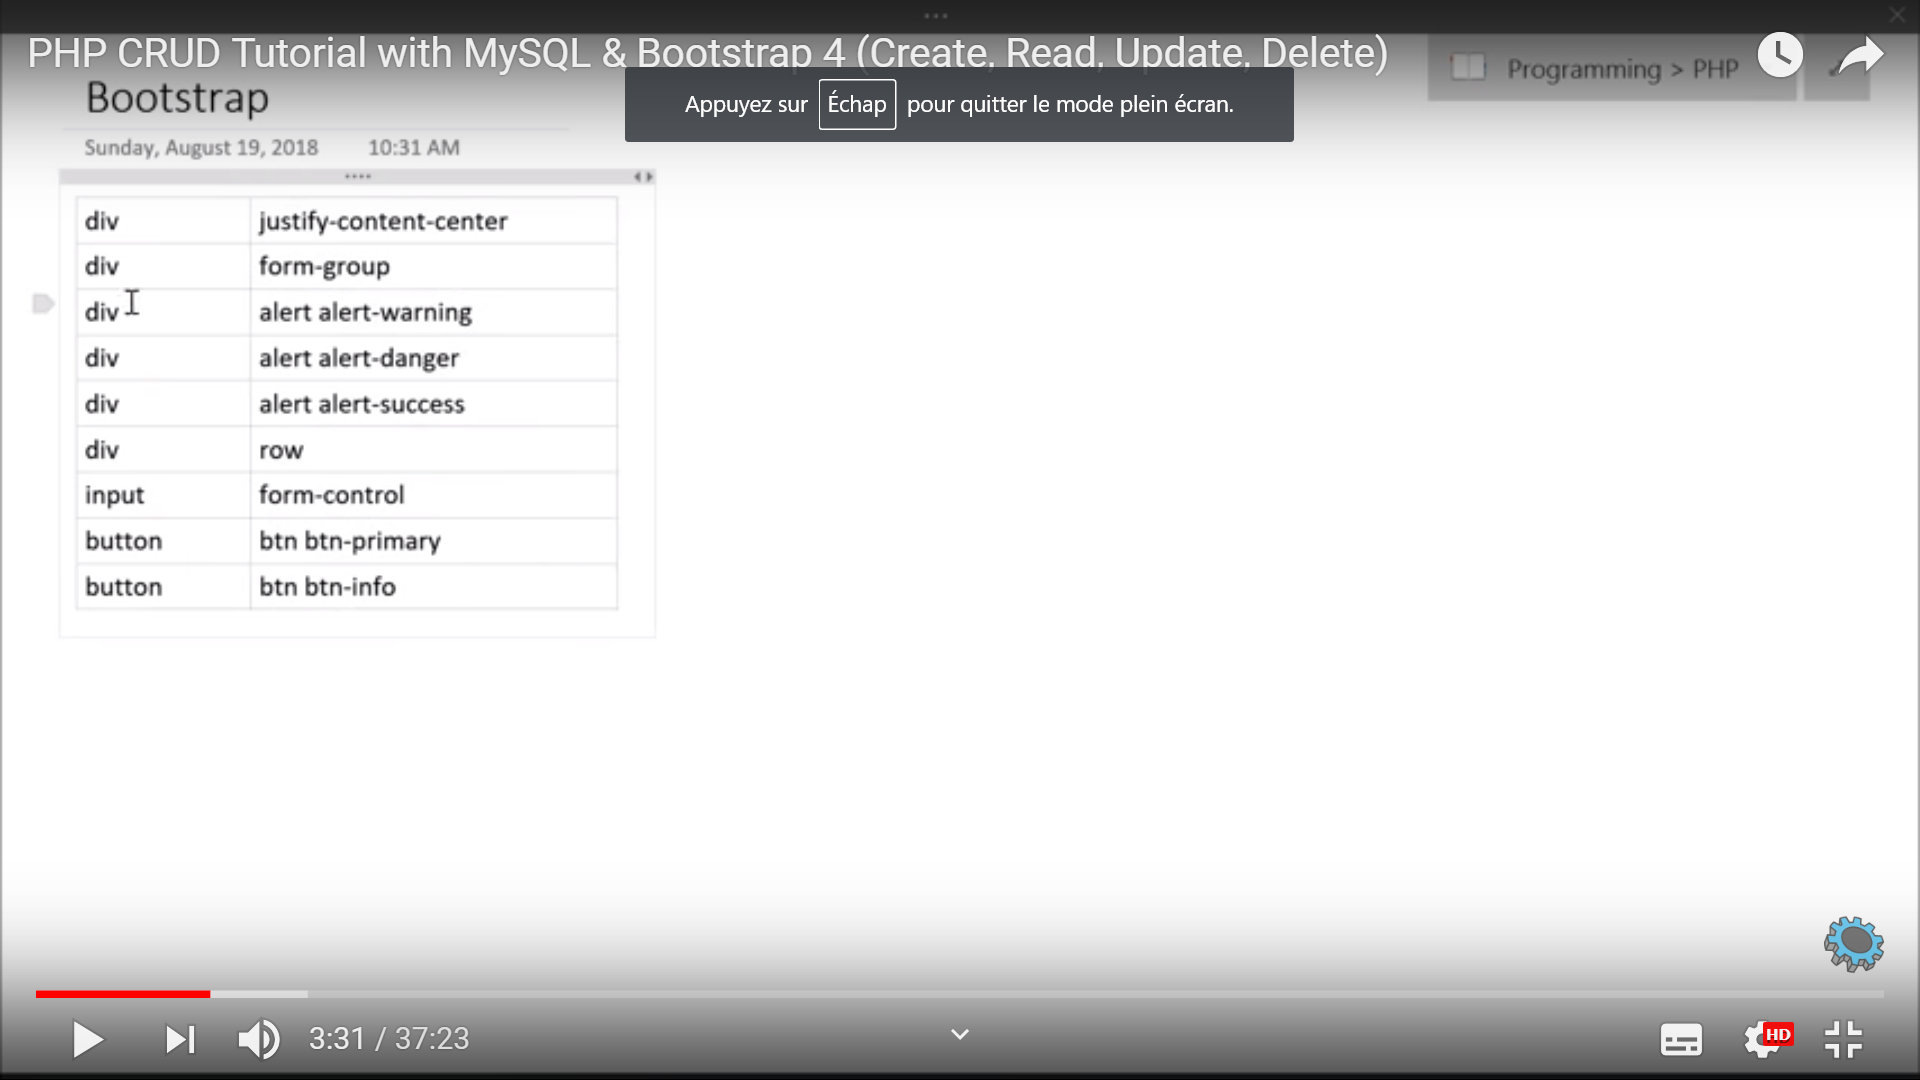 PHP CRUD Tutorial with MySQL & Bootstrap 4 (Create, Read, Update, Delete)
Programming > PHP
Bootstrap
Appuyez sur Échap pour quitter le mode plein écran.
Sunday, August 19, 2018 10:31 AM
div justify-content-center
div form-group
div alert alert-warning
div alert alert-danger
div alert alert-success
div row
input form-control
button btn btn-primary
button btn btn-info
3:31 / 37:23
HD